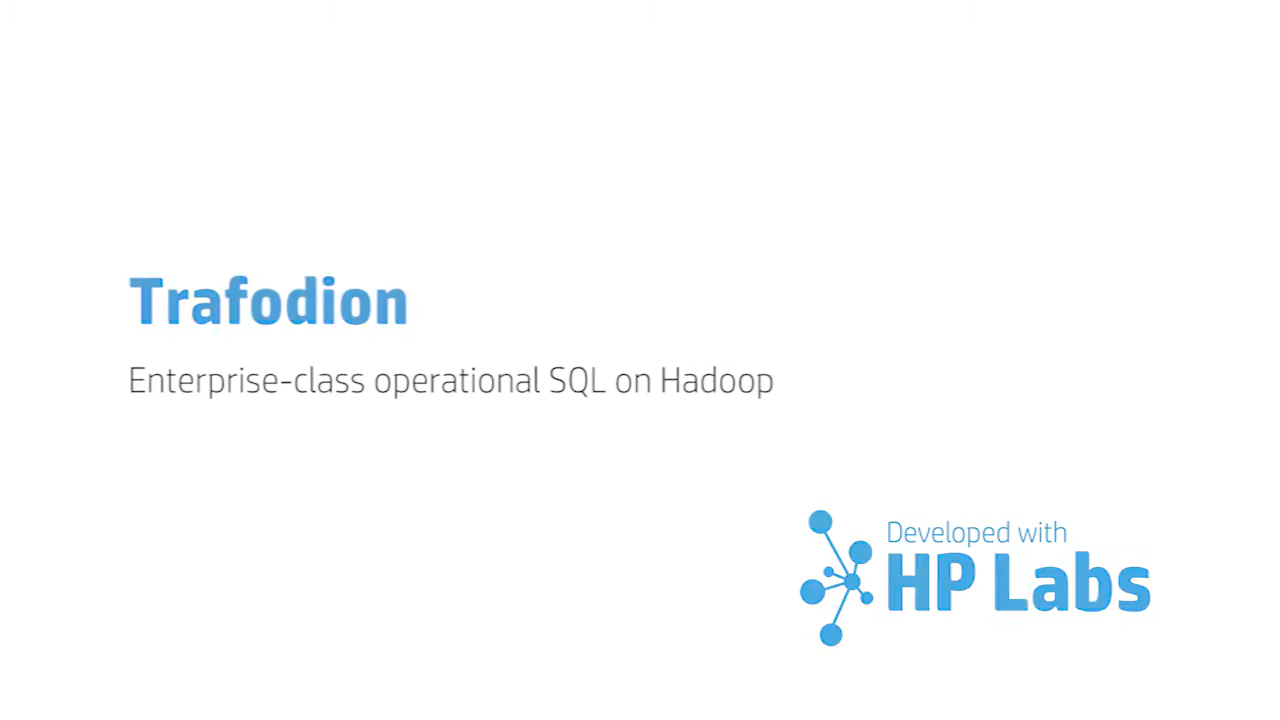 Trafodion
Enterprise-class operational SQL on Hadoop
Developed with
HP Labs